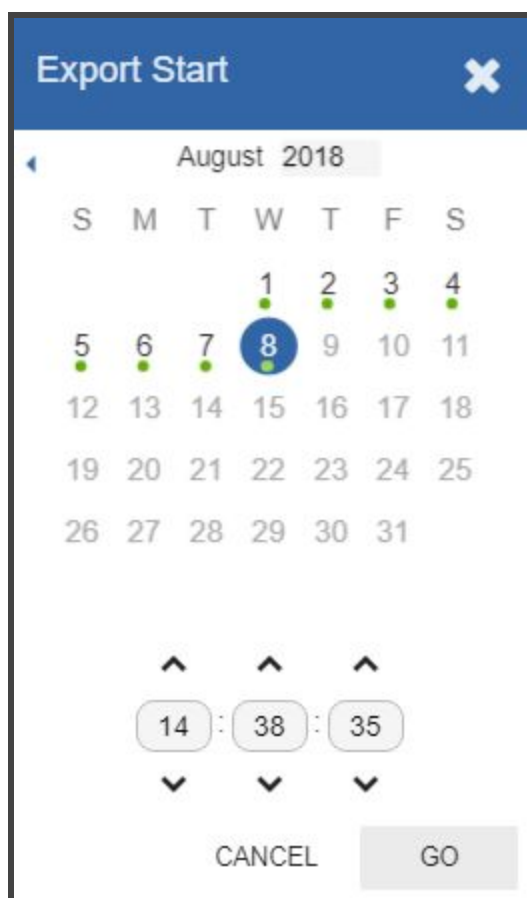 Export Start
August 2018
S M T W T F S
1 2 3 4
5 6 7 8 9 10 11
12 13 14 15 16 17 18
19 20 21 22 23 24 25
26 27 28 29 30 31
14 : 38 : 35
CANCEL GO